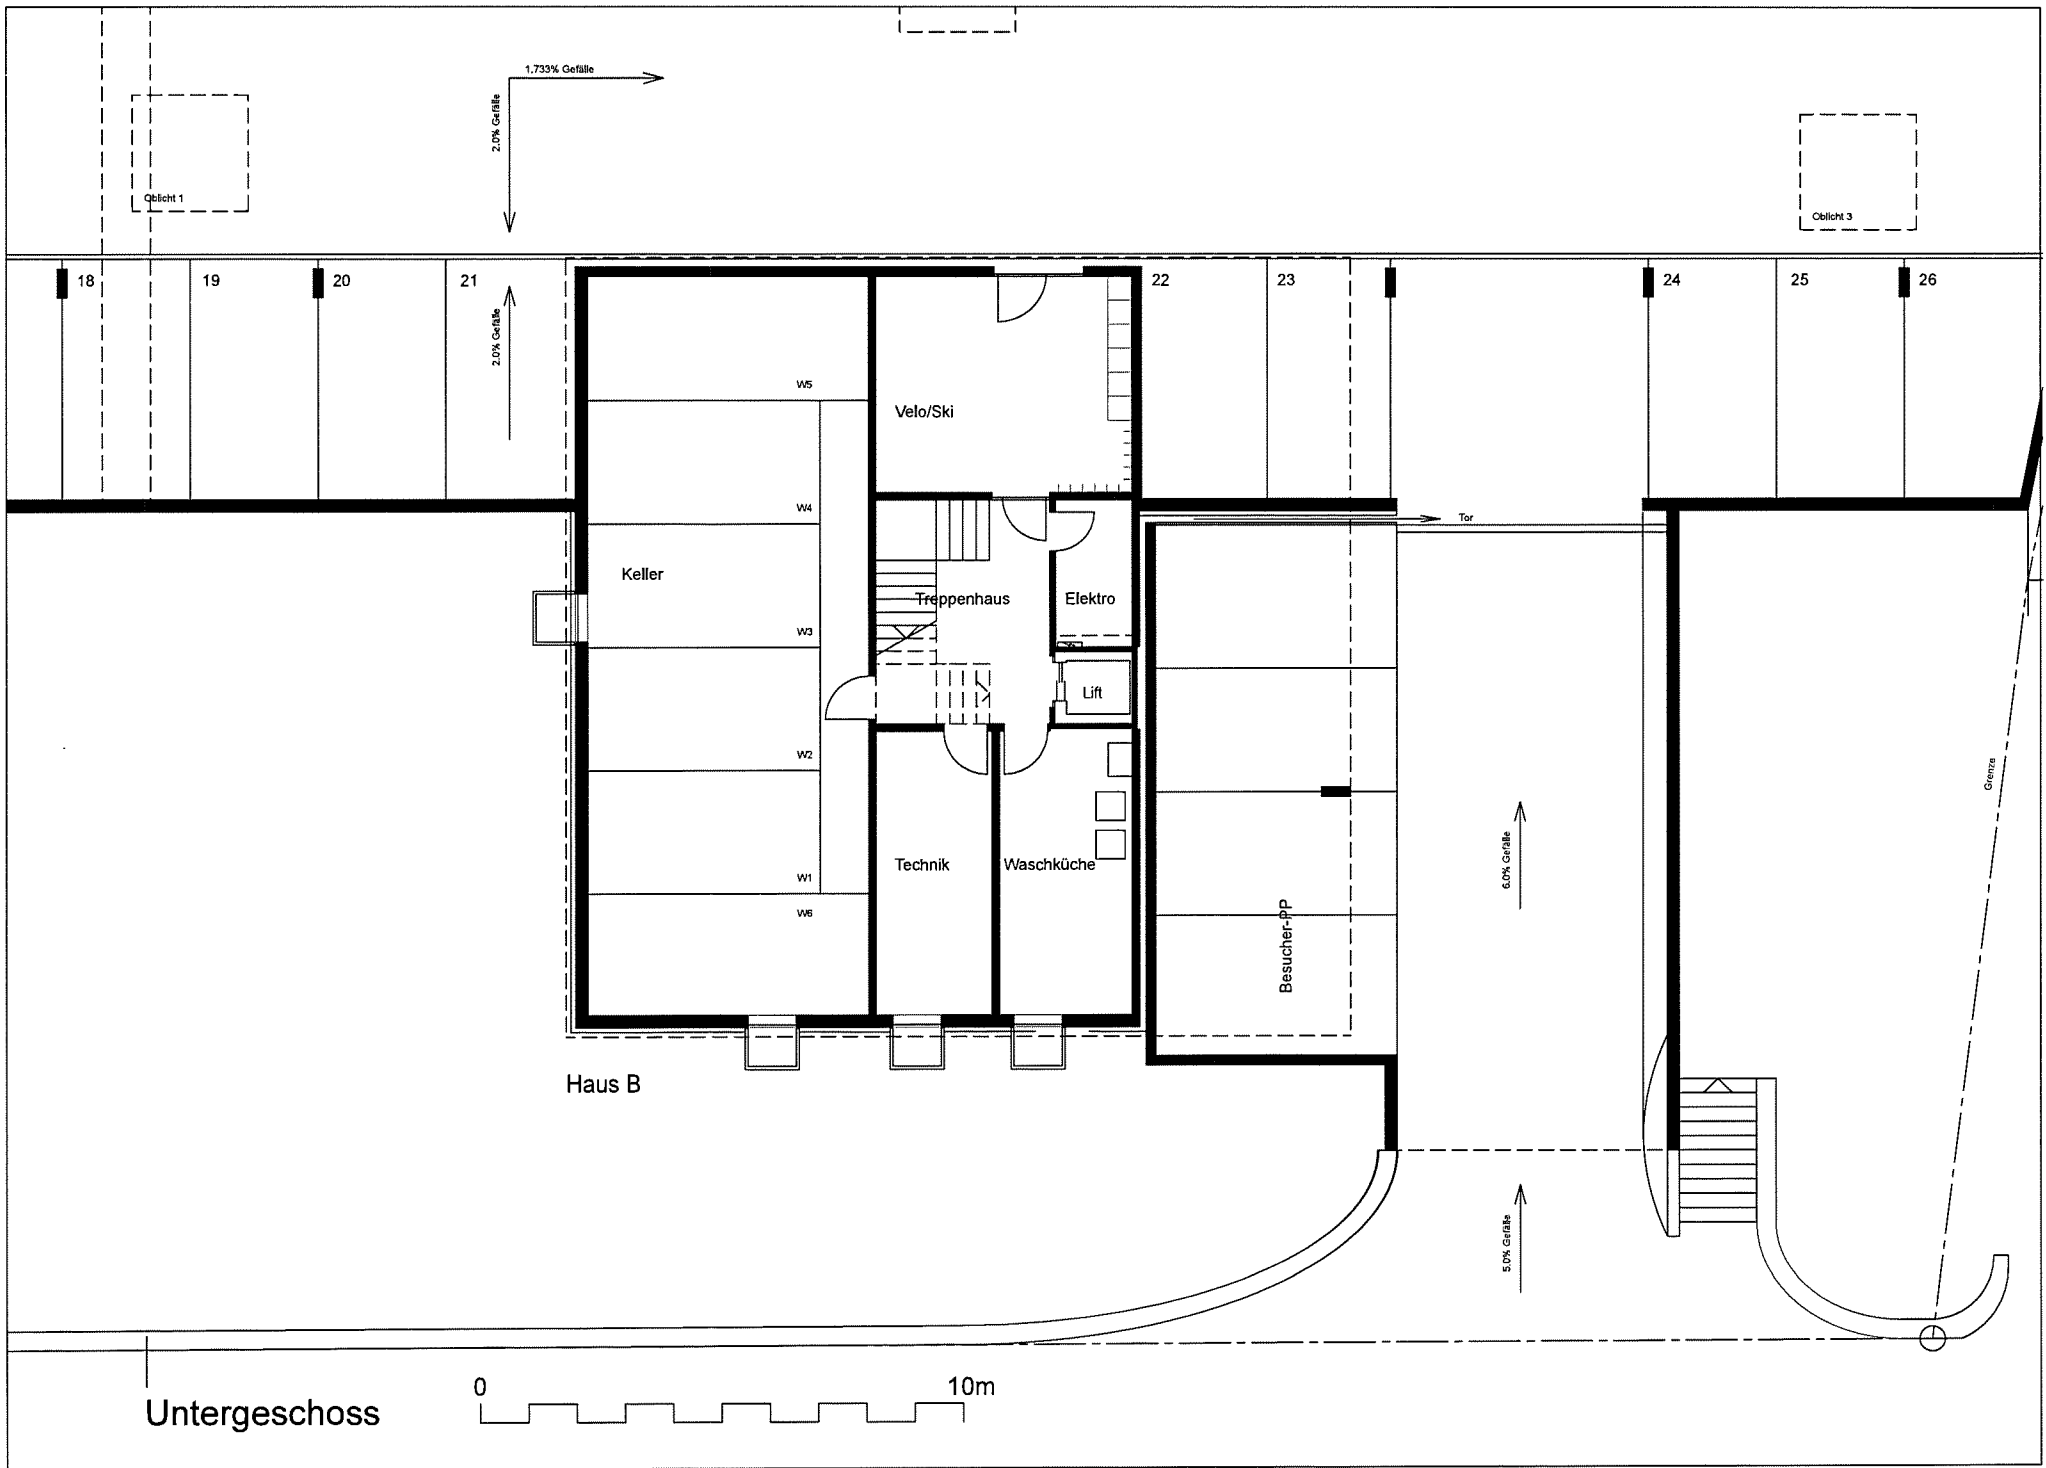 1.733% Gefälle
2.0% Gefälle
Oblicht 1
Oblicht 3
18
19
20
21
22
23
24
25
26
2.0% Gefälle
W5
Velo/Ski
W4
Tor
Keller
Treppenhaus
Elektro
W3
Lift
W2
Grenze
Technik
Waschküche
6.0% Gefälle
W1
W6
Besucher-PP
Haus B
5.0% Gefälle
0
10m
Untergeschoss